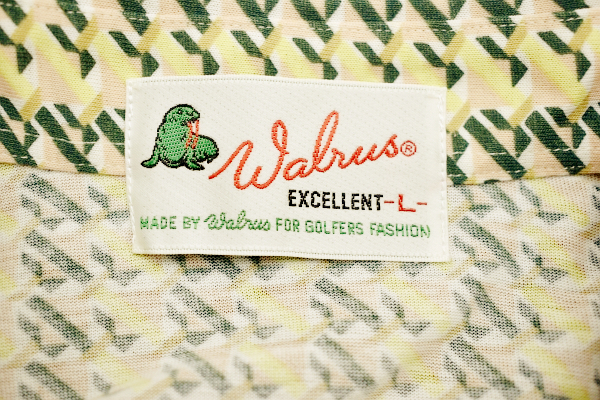 Walrus®
EXCELLENT-L-
MADE BY Walrus FOR GOLFERS FASHION